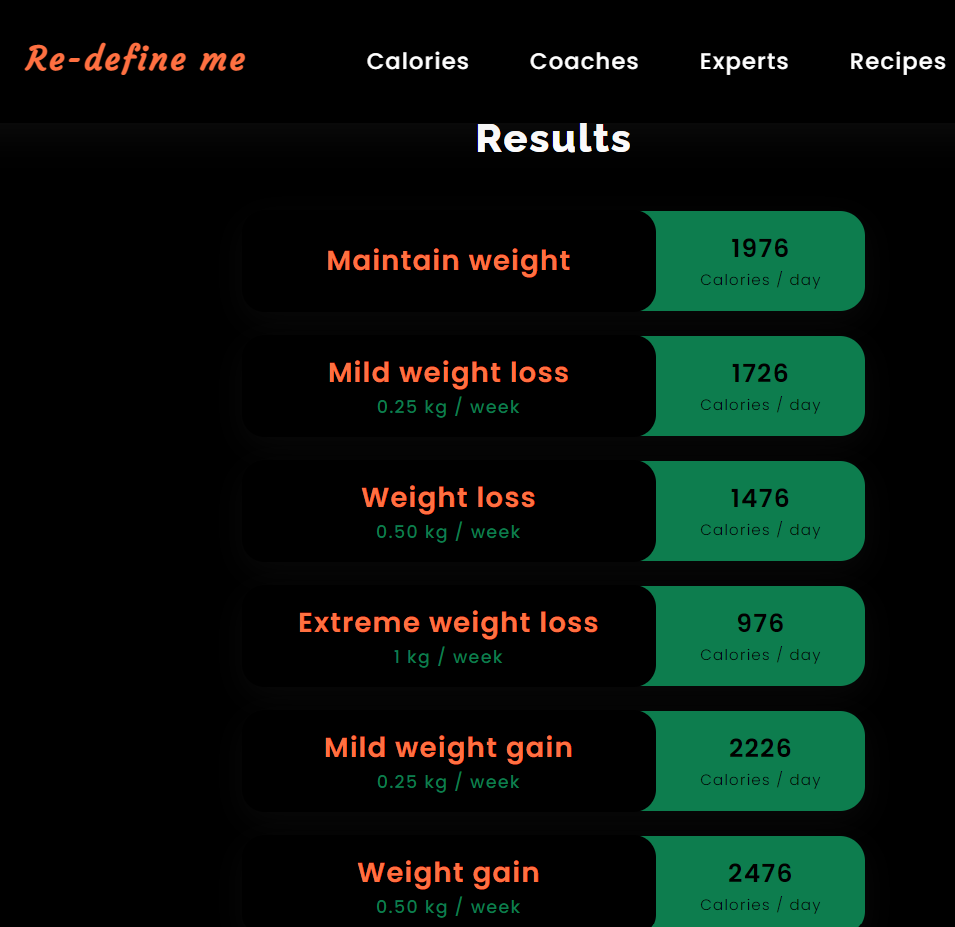 Re-define me
Calories Coaches Experts Recipes
Results
Maintain weight
1976
Calories / day
Mild weight loss
0.25 kg / week
1726
Calories / day
Weight loss
0.50 kg / week
1476
Calories / day
Extreme weight loss
1 kg / week
976
Calories / day
Mild weight gain
0.25 kg / week
2226
Calories / day
Weight gain
0.50 kg / week
2476
Calories / day